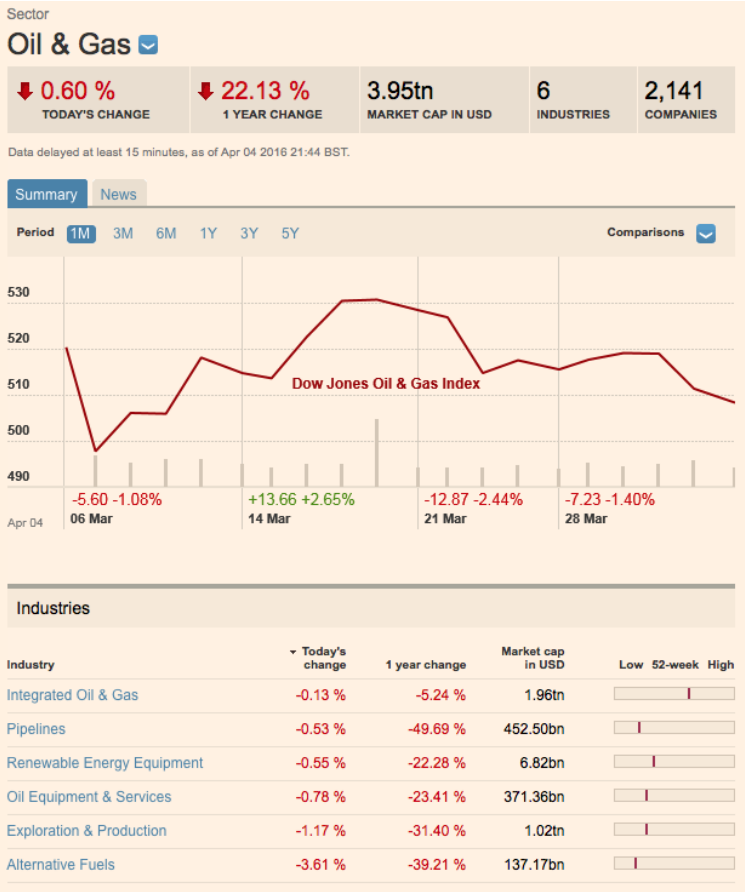 Sector
Oil & Gas
0.60 % 22.13 % 3.95tn 6 2,141
TODAY'S CHANGE 1 YEAR CHANGE MARKET CAP IN USD INDUSTRIES COMPANIES
Data delayed at least 15 minutes, as of Apr 04 2016 21:44 BST.
Summary News
Period 1M 3M 6M 1Y 3Y 5Y Comparisons
530
520
510
Dow Jones Oil & Gas Index
500
490
-5.60 -1.08% +13.66 +2.65% -12.87 -2.44% -7.23 -1.40%
Apr 04 06 Mar 14 Mar 21 Mar 28 Mar
Industries
Today's Market cap
Industry change 1 year change in USD Low 52-week High
Integrated Oil & Gas -0.13 % -5.24 % 1.96tn
Pipelines -0.53 % -49.69 % 452.50bn
Renewable Energy Equipment -0.55 % -22.28 % 6.82bn
Oil Equipment & Services -0.78 % -23.41 % 371.36bn
Exploration & Production -1.17 % -31.40 % 1.02tn
Alternative Fuels -3.61 % -39.21 % 137.17bn